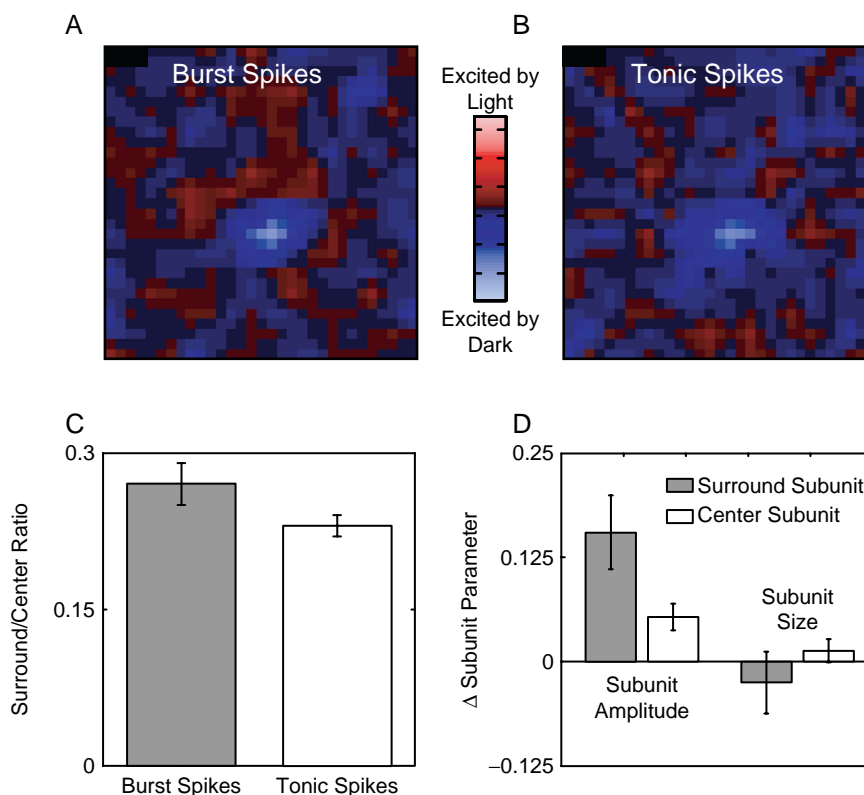 A
B
Burst Spikes
Tonic Spikes
Excited by
Light
Excited by
Dark
C
0.3
0.15
0
Surround/Center Ratio
Burst Spikes
Tonic Spikes
D
0.25
0.125
0
−0.125
Δ Subunit Parameter
Surround Subunit
Center Subunit
Subunit
Size
Subunit
Amplitude